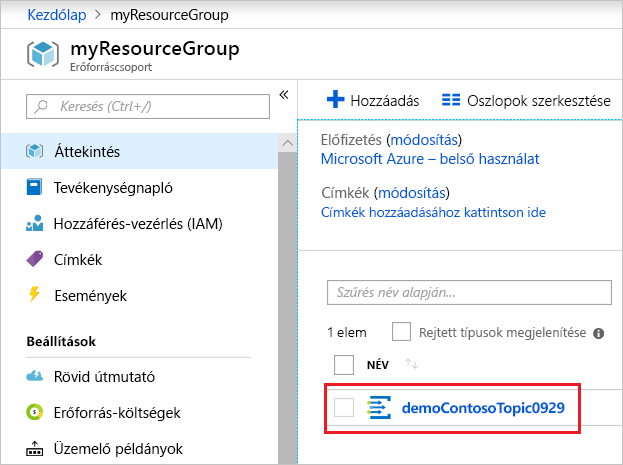 Kezdőlap > myResourceGroup
myResourceGroup
Erőforráscsoport
Keresés (Ctrl+/)
«
Áttekintés
Tevékenységnapló
Hozzáférés-vezérlés (IAM)
Címkék
Események
Beállítások
Rövid útmutató
Erőforrás-költségek
Üzemelő példányok
Hozzáadás
Oszlopok szerkesztése
Előfizetés (módosítás)
Microsoft Azure – belső használat
Címkék (módosítás)
Címkék hozzáadásához kattintson ide
Szűrés név alapján...
1 elem
Rejtett típusok megjelenítése
NÉV
demoContosoTopic0929